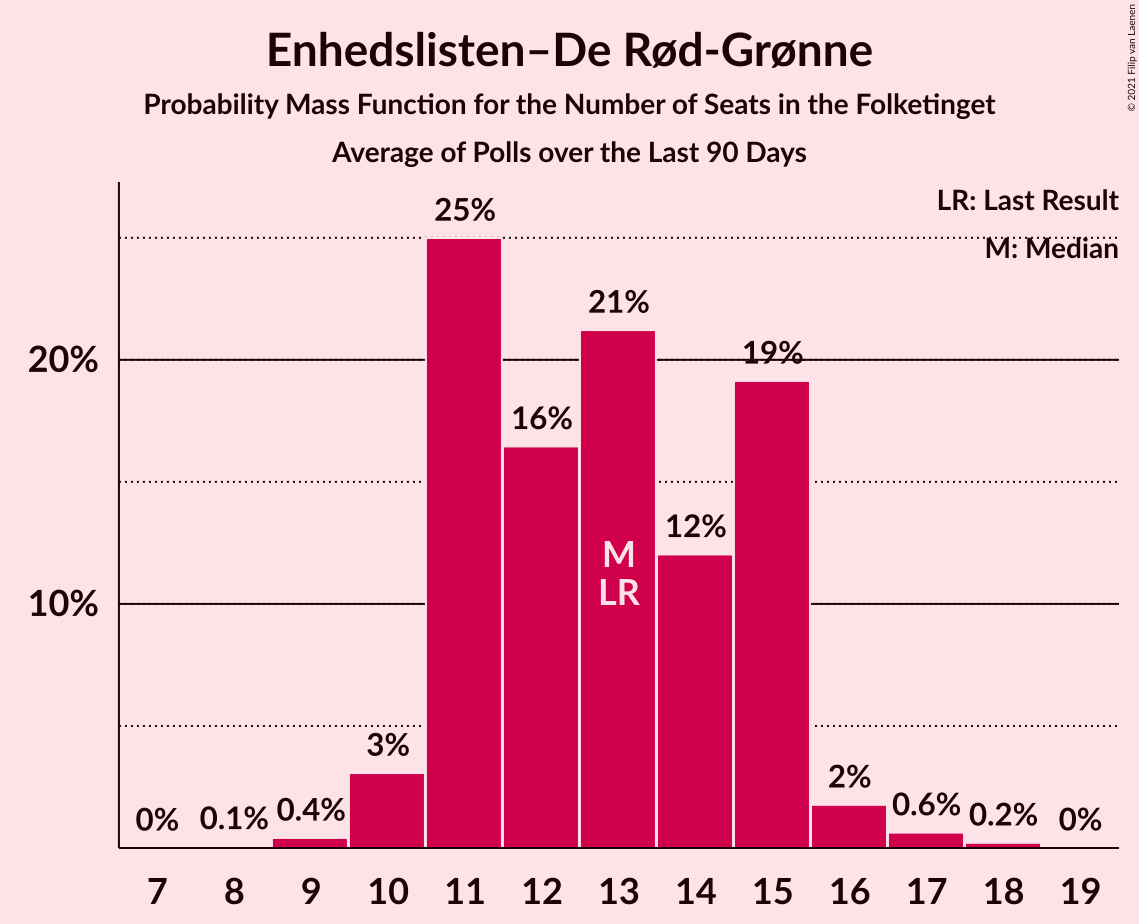 Enhedslisten–De Rød-Grønne
Probability Mass Function for the Number of Seats in the Folketinget
Average of Polls over the Last 90 Days
© 2021 Filip van Laenen
LR: Last Result
M: Median
20%
10%
0%
0.1%
0.4%
3%
25%
16%
21%
12%
19%
2%
0.6%
0.2%
0%
M
LR
7 8 9 10 11 12 13 14 15 16 17 18 19